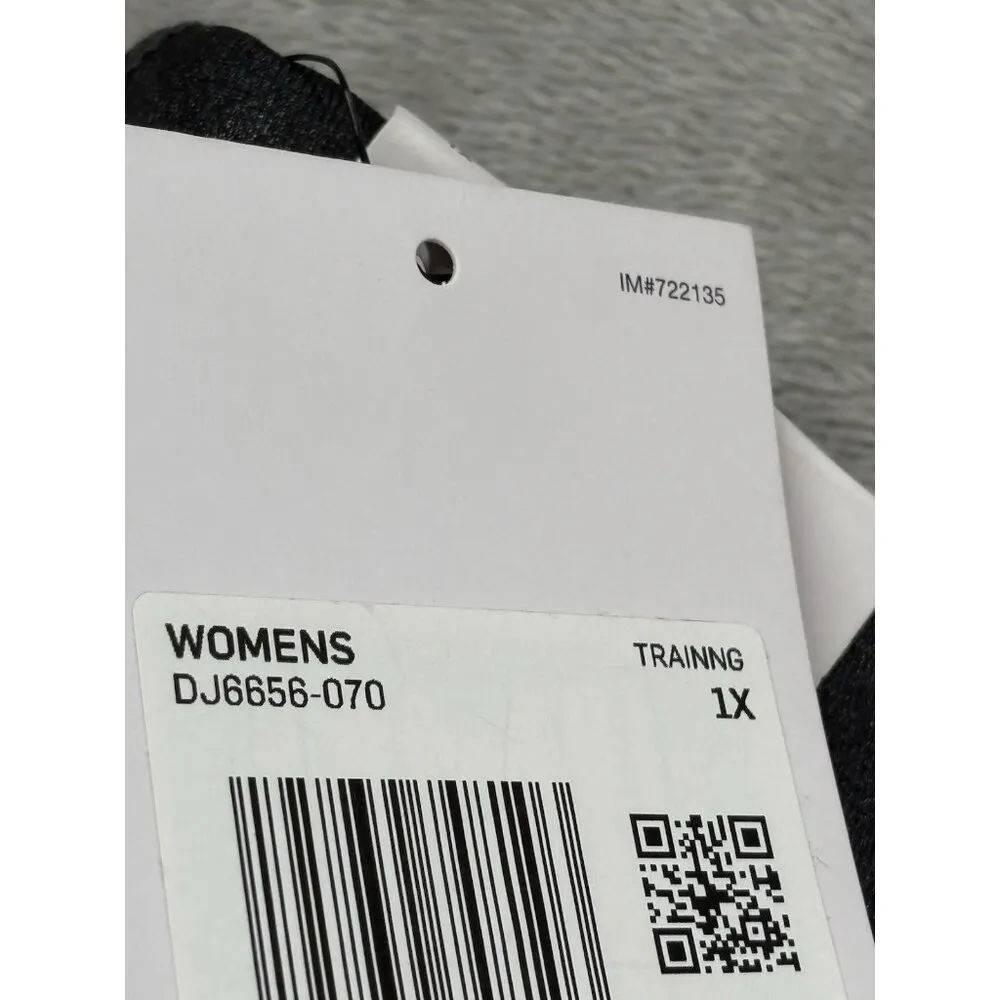 IM#722135
WOMENS
TRAINNG
DJ6656-070
1X